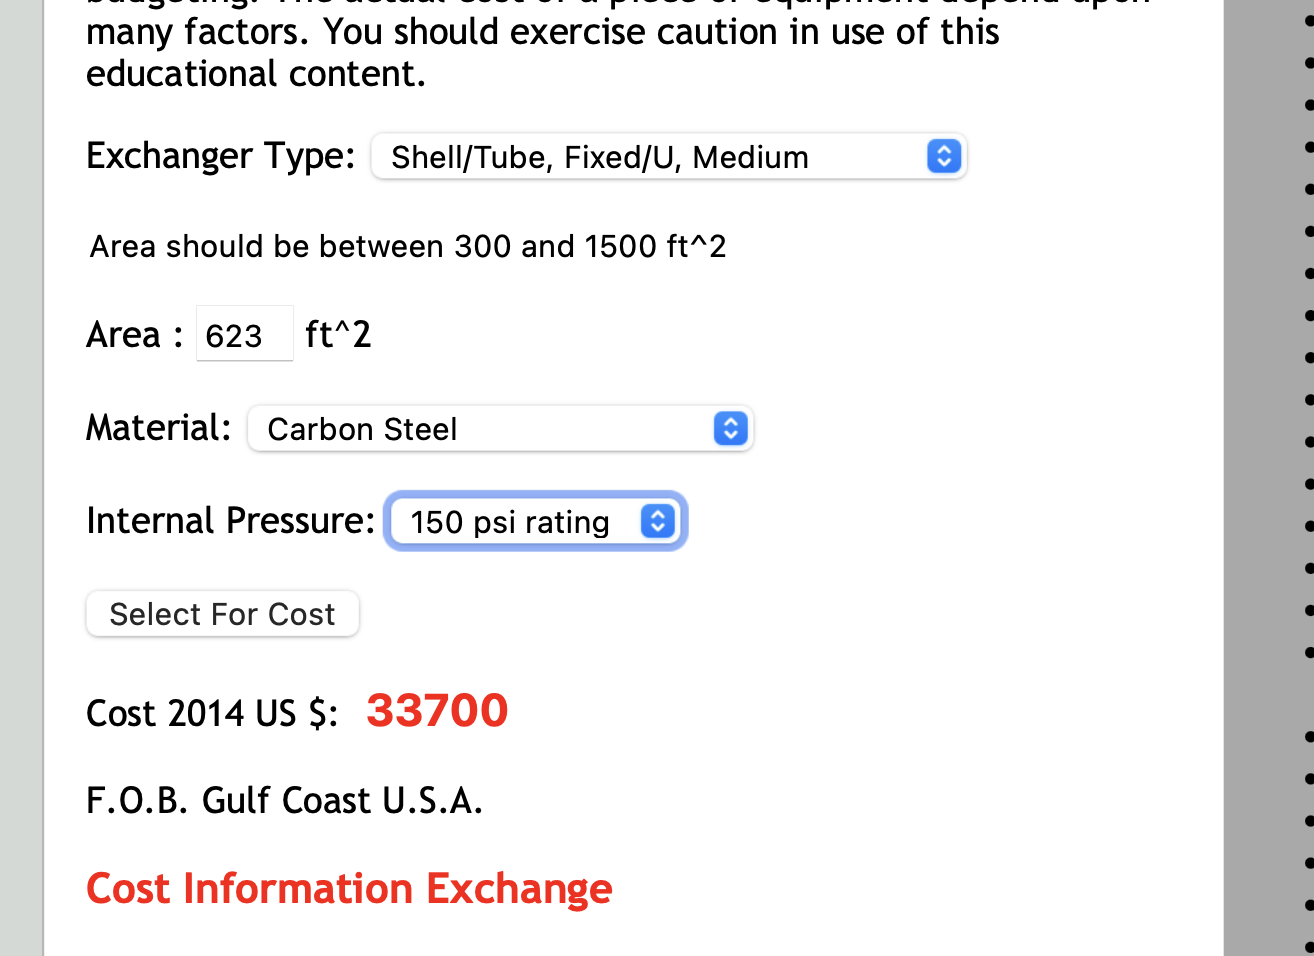 many factors. You should exercise caution in use of this
educational content.
Exchanger Type: Shell/Tube, Fixed/U, Medium
Area should be between 300 and 1500 ft^2
Area : 623 ft^2
Material: Carbon Steel
Internal Pressure: 150 psi rating
Select For Cost
Cost 2014 US $: 33700
F.O.B. Gulf Coast U.S.A.
Cost Information Exchange